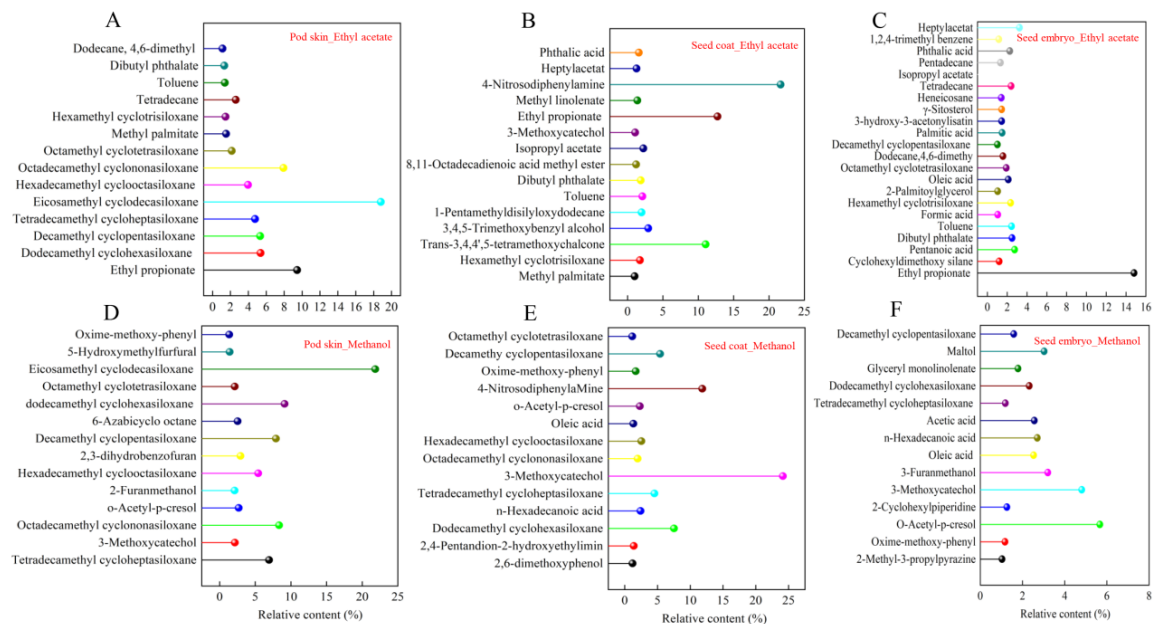 A
Pod skin_Ethyl acetate
Dodecane, 4,6-dimethyl
Dibutyl phthalate
Toluene
Tetradecane
Hexamethyl cyclotrisiloxane
Methyl palmitate
Octamethyl cyclotetrasiloxane
Octadecamethyl cyclononasiloxane
Hexadecamethyl cyclooctasiloxane
Eicosamethyl cyclodecasiloxane
Tetradecamethyl cycloheptasiloxane
Decamethyl cyclopentasiloxane
Dodecamethyl cyclohexasiloxane
Ethyl propionate
0 2 4 6 8 10 12 14 16 18 20
B
Seed coat_Ethyl acetate
Phthalic acid
Heptylacetat
4-Nitrosodiphenylamine
Methyl linolenate
Ethyl propionate
3-Methoxycatechol
Isopropyl acetate
8,11-Octadecadienoic acid methyl ester
Dibutyl phthalate
Toluene
1-Pentamethyldisilyloxydodecane
3,4,5-Trimethoxybenzyl alcohol
Trans-3,4,4',5-tetramethoxychalcone
Hexamethyl cyclotrisiloxane
Methyl palmitate
0 5 10 15 20 25
C
Seed embryo_Ethyl acetate
Heptylacetat
1,2,4-trimethyl benzene
Phthalic acid
Pentadecane
Isopropyl acetate
Tetradecane
Heneicosane
γ-Sitosterol
3-hydroxy-3-acetonylisatin
Palmitic acid
Decamethyl cyclopentasiloxane
Dodecane,4,6-dimethy
Octamethyl cyclotetrasiloxane
Oleic acid
2-Palmitoylglycerol
Hexamethyl cyclotrisiloxane
Formic acid
Toluene
Dibutyl phthalate
Pentanoic acid
Cyclohexyldimethoxy silane
Ethyl propionate
0 2 4 6 8 10 12 14 16
D
Pod skin_Methanol
Oxime-methoxy-phenyl
5-Hydroxymethylfurfural
Eicosamethyl cyclodecasiloxane
Octamethyl cyclotetrasiloxane
dodecamethyl cyclohexasiloxane
6-Azabicyclo octane
Decamethyl cyclopentasiloxane
2,3-dihydrobenzofuran
Hexadecamethyl cyclooctasiloxane
2-Furanmethanol
o-Acetyl-p-cresol
Octadecamethyl cyclononasiloxane
3-Methoxycatechol
Tetradecamethyl cycloheptasiloxane
0 5 10 15 20 25
Relative content (%)
E
Seed coat_Methanol
Octamethyl cyclotetrasiloxane
Decamethy cyclopentasiloxane
Oxime-methoxy-phenyl
4-NitrosodiphenylaMine
o-Acetyl-p-cresol
Oleic acid
Hexadecamethyl cyclooctasiloxane
Octadecamethyl cyclononasiloxane
3-Methoxycatechol
Tetradecamethyl cycloheptasiloxane
n-Hexadecanoic acid
Dodecamethyl cyclohexasiloxane
2,4-Pentandion-2-hydroxyethylimin
2,6-dimethoxyphenol
0 5 10 15 20 25
Relative content (%)
F
Seed embryo_Methanol
Decamethyl cyclopentasiloxane
Maltol
Glyceryl monolinolenate
Dodecamethyl cyclohexasiloxane
Tetradecamethyl cycloheptasiloxane
Acetic acid
n-Hexadecanoic acid
Oleic acid
3-Furanmethanol
3-Methoxycatechol
2-Cyclohexylpiperidine
O-Acetyl-p-cresol
Oxime-methoxy-phenyl
2-Methyl-3-propylpyrazine
0 2 4 6 8
Relative content (%)